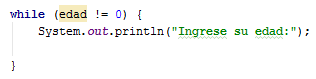 while (edad != 0) {
System.out.println("Ingrese su edad:");
}